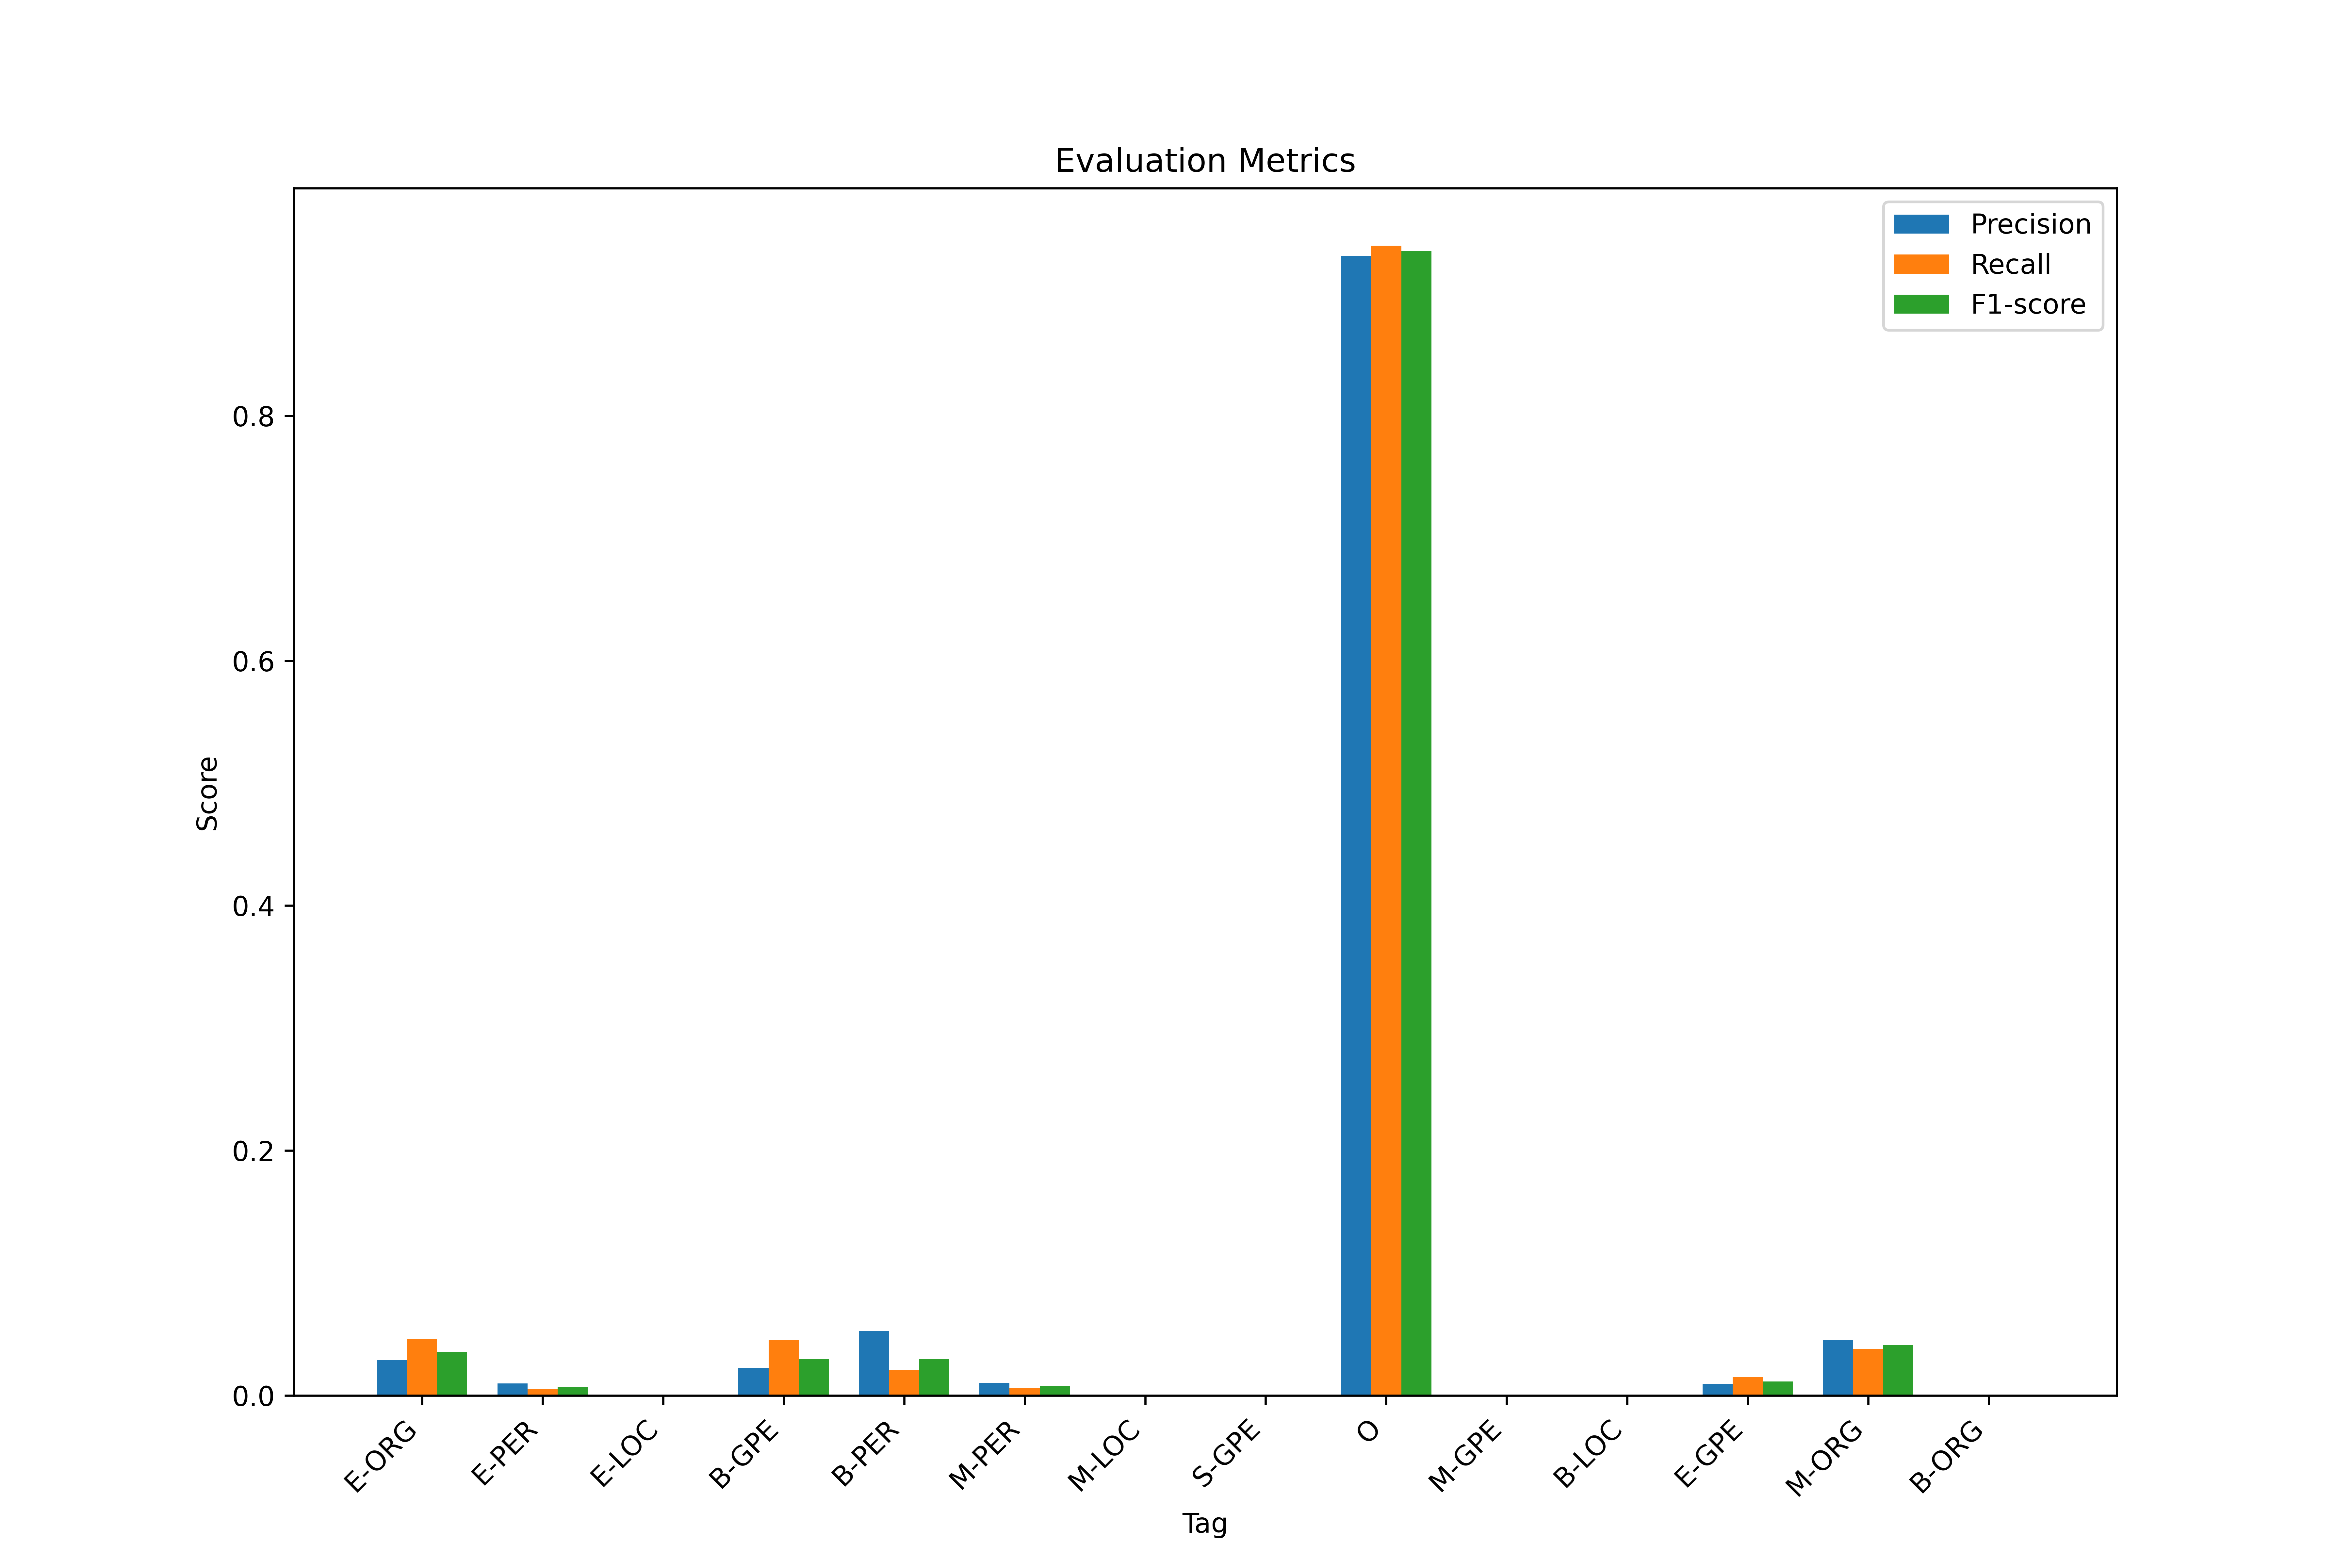 Evaluation Metrics
Precision
Recall
F1-score
0.8
0.6
0.4
0.2
0.0
Score
E-ORG
E-PER
E-LOC
B-GPE
B-PER
M-PER
M-LOC
S-GPE
O
M-GPE
B-LOC
E-GPE
M-ORG
B-ORG
Tag